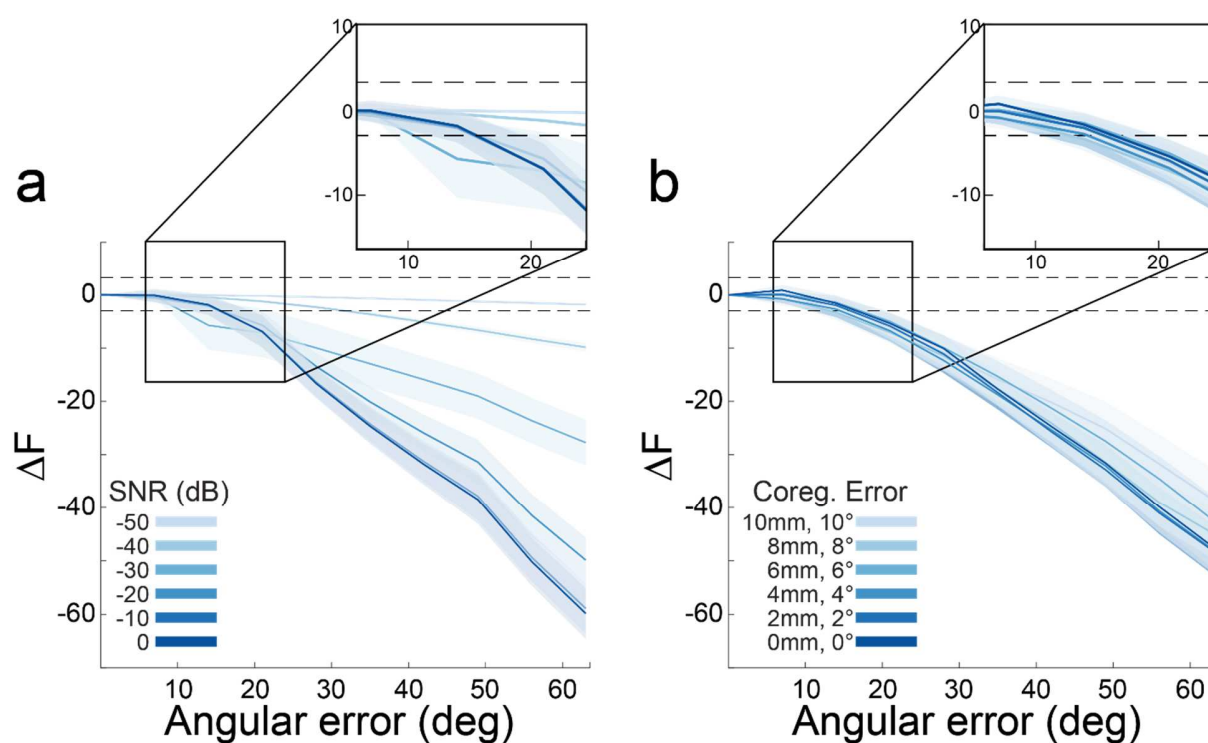 a
10
0
-10
10 20
0
-20
-40
-60
ΔF
SNR (dB)
-50
-40
-30
-20
-10
0
10 20 30 40 50 60
Angular error (deg)
b
10
0
-10
10 20
0
-20
-40
-60
ΔF
Coreg. Error
10mm, 10°
8mm, 8°
6mm, 6°
4mm, 4°
2mm, 2°
0mm, 0°
10 20 30 40 50 60
Angular error (deg)